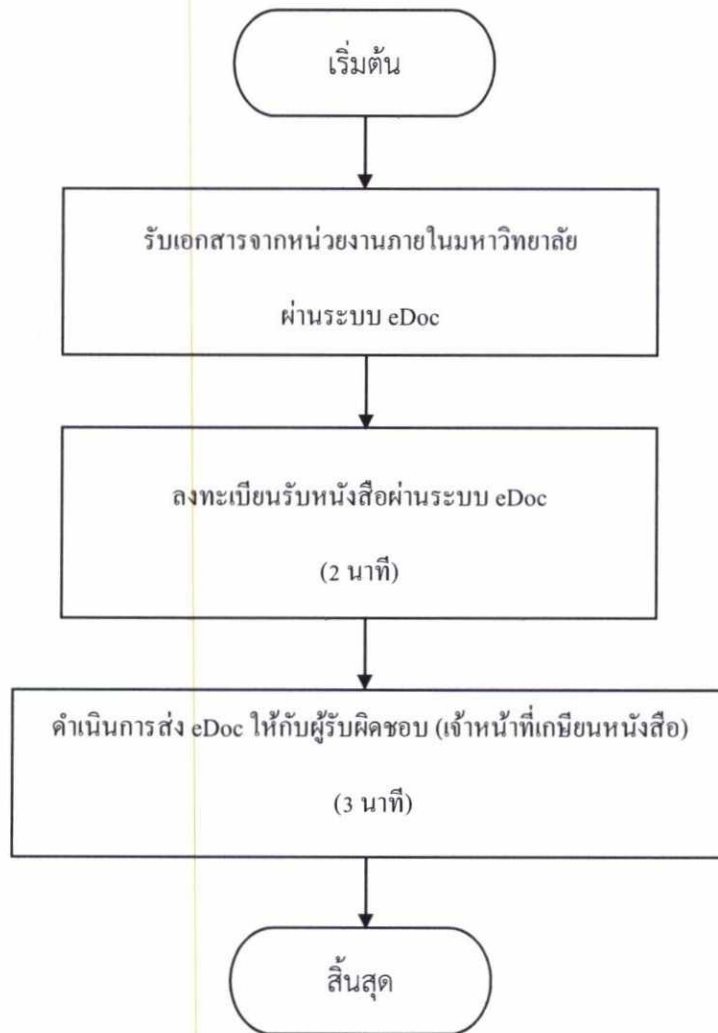 เริ่มต้น
รับเอกสารจากหน่วยงานภายในมหาวิทยาลัย
ผ่านระบบ eDoc
ลงทะเบียนรับหนังสือผ่านระบบ eDoc
(2 นาที)
ดำเนินการส่ง eDoc ให้กับผู้รับผิดชอบ (เจ้าหน้าที่เกษียนหนังสือ)
(3 นาที)
สิ้นสุด